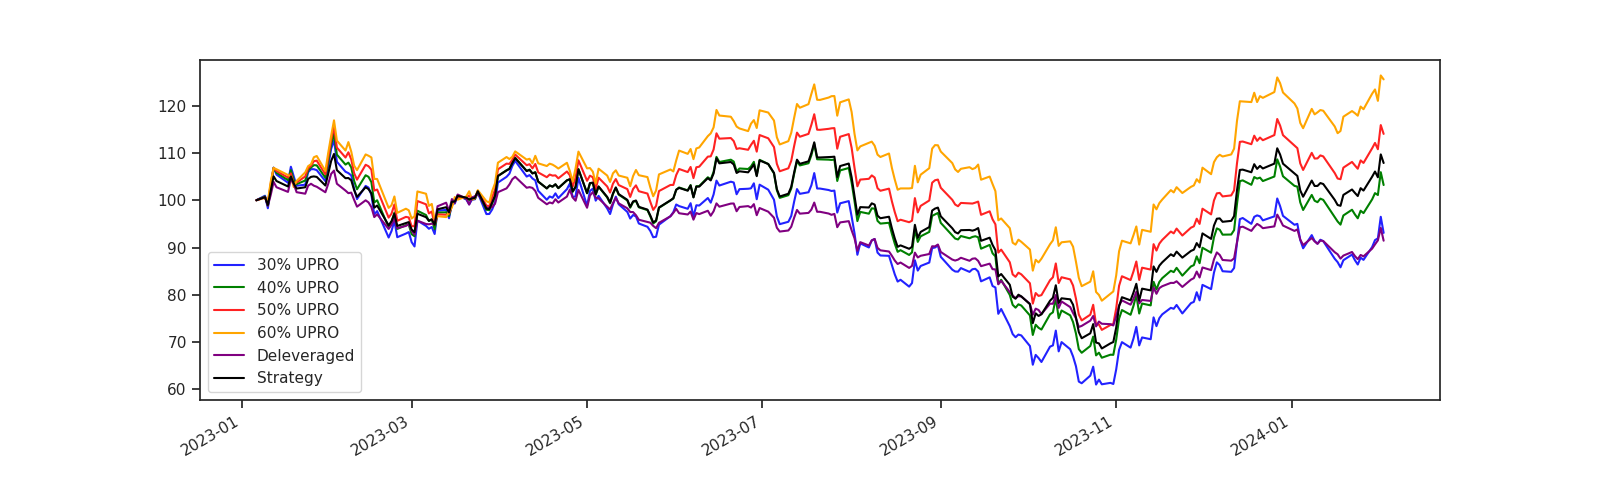 120
110
100
90
80
70
60
30% UPRO
40% UPRO
50% UPRO
60% UPRO
Deleveraged
Strategy
2023-01
2023-03
2023-05
2023-07
2023-09
2023-11
2024-01